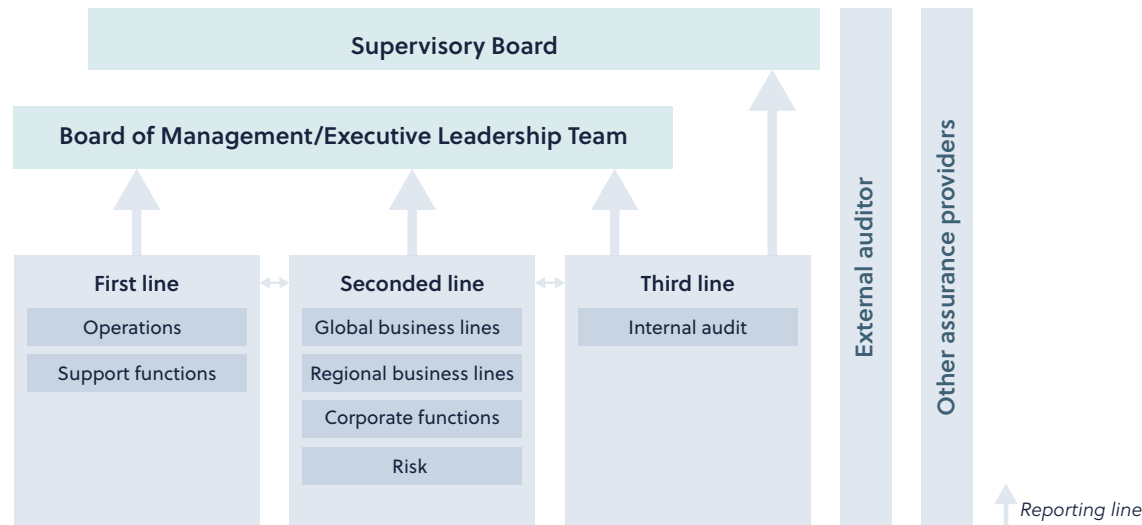 Supervisory Board
Board of Management/Executive Leadership Team
First line
Operations
Support functions
Seconded line
Global business lines
Regional business lines
Corporate functions
Risk
Third line
Internal audit
External auditor
Other assurance providers
Reporting line